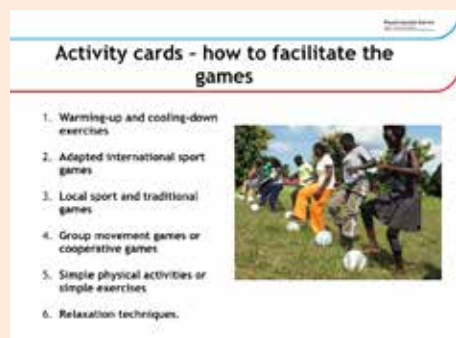 Activity cards - how to facilitate the
games
1. Warming-up and cooling-down
exercises
2. Adapted international sport
games
3. Local sport and traditional
games
4. Group movement games or
cooperative games
5. Simple physical activities or
simple exercises
6. Relaxation techniques.